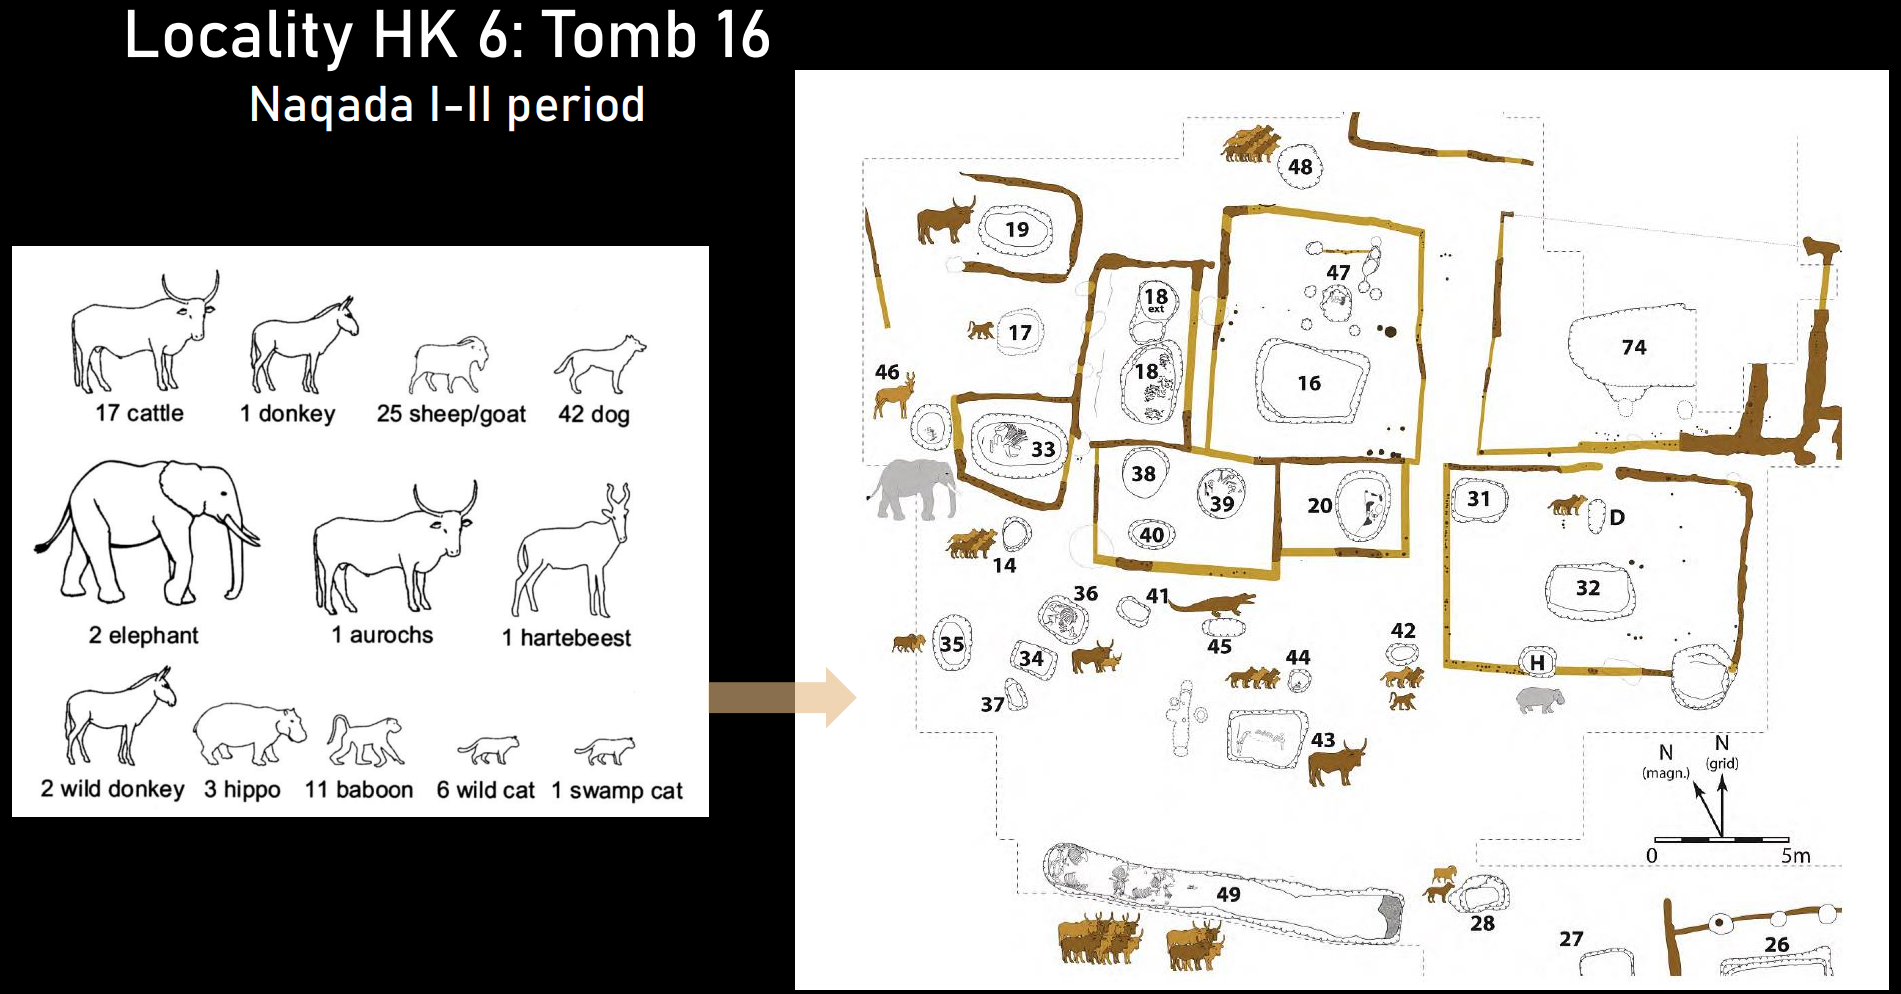 Locality HK 6: Tomb 16
Naqada I-II period
17 cattle
1 donkey
25 sheep/goat
42 dog
2 elephant
1 aurochs
1 hartebeest
2 wild donkey
3 hippo
11 baboon
6 wild cat
1 swamp cat
48
19
47
18
ext
17
74
46
18
16
33
38
39
20
31
D
40
14
32
36
41
35
34
45
42
44
H
37
43
N
(magn.)
N
(grid)
0
5m
49
28
27
26